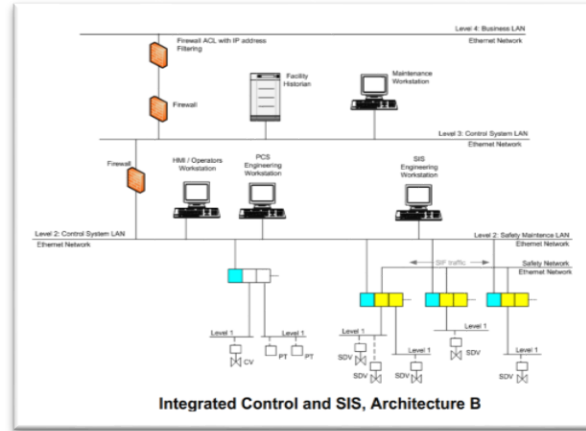 Level 4: Business LAN
Ethernet Network
Firewall ACL with IP address
Filtering
Facility
Historian
Maintenance
Workstation
Firewall
Level 3: Control System LAN
Ethernet Network
Firewall
HMI / Operators
Workstation
PCS
Engineering
Workstation
SIS
Engineering
Workstation
Level 2: Control System LAN
Ethernet Network
Level 2: Safety Maintence LAN
Ethernet Network
SIF traffic
Safety Network
Ethernet Network
Level 1
Level 1
Level 1
Level 1
Level 1
Level 1
CV
PT
PT
SDV
SDV
SDV
SDV
SDV
Integrated Control and SIS, Architecture B